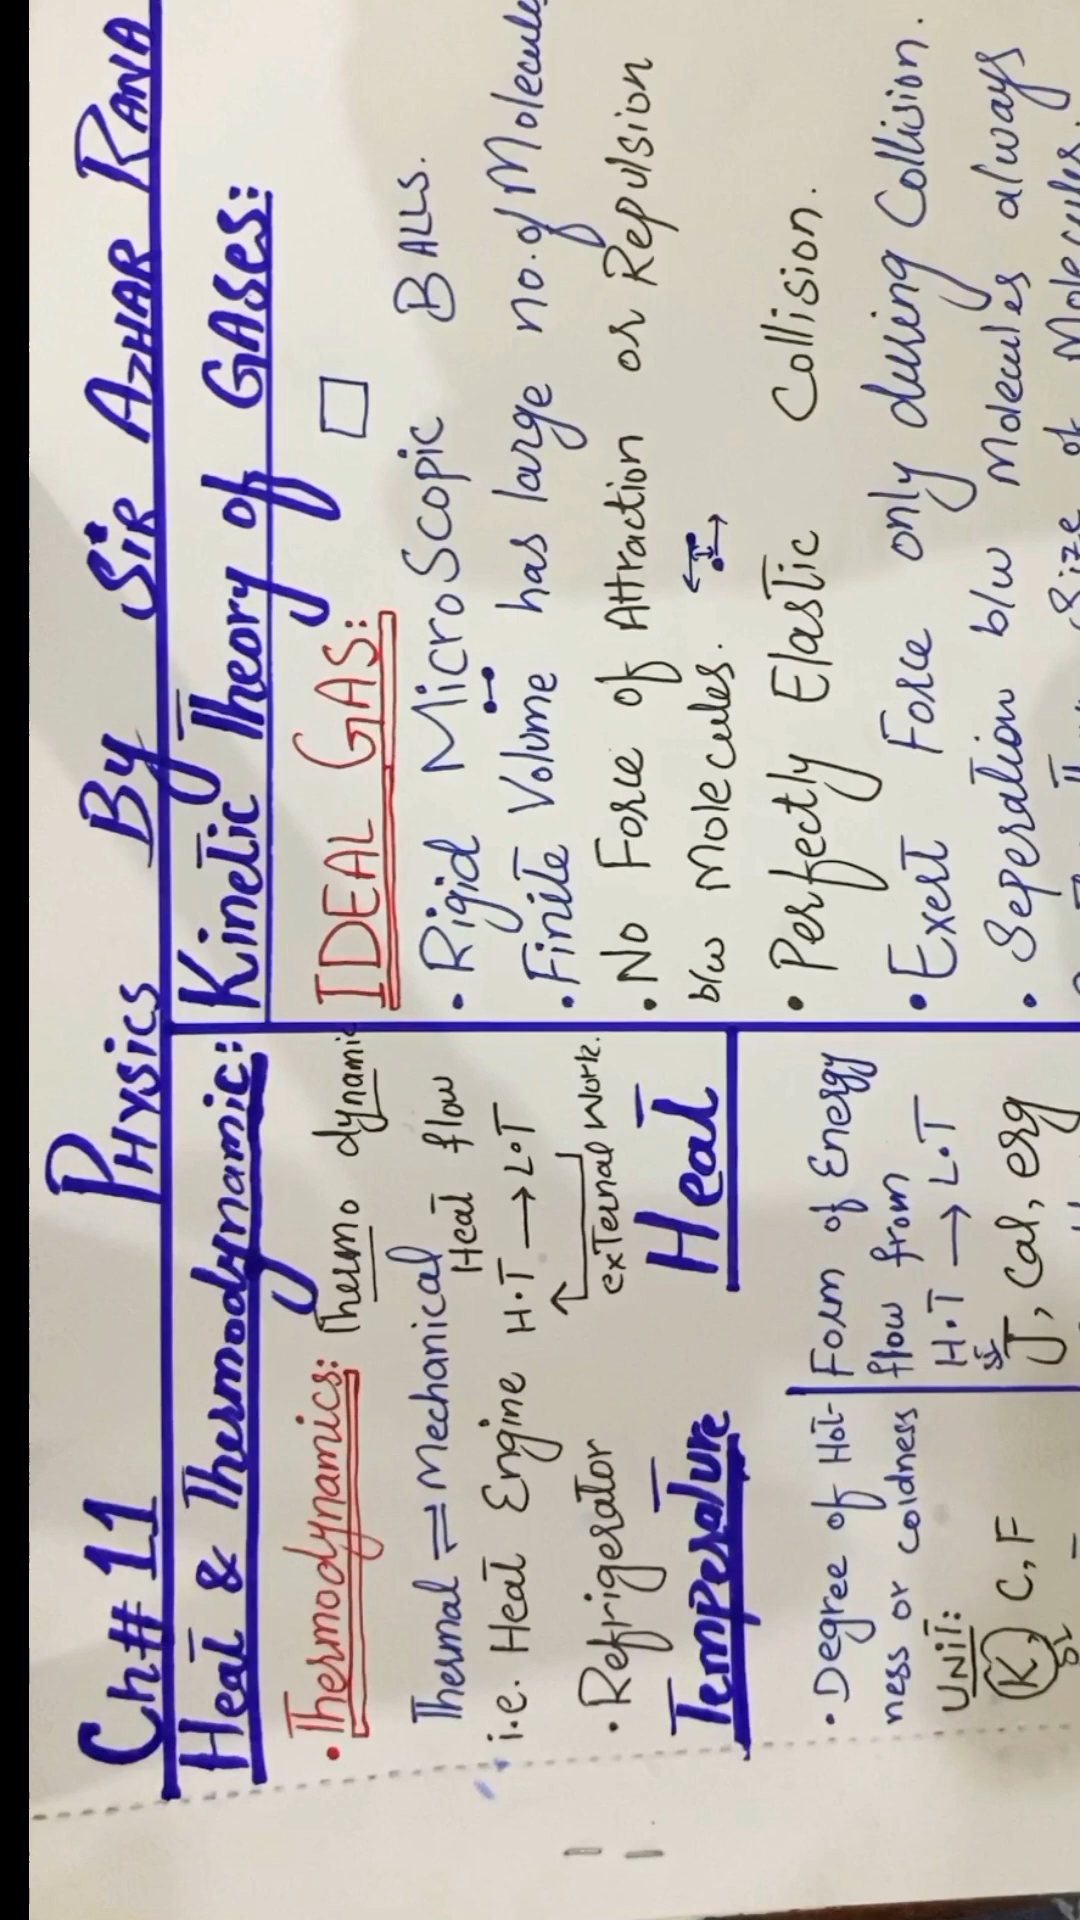 Ch# 11 PHYSICS By SIR AZHAR RANA
Heat & Thermodynamic:
• Thermodynamics: Thermo dynamic
Thermal ⇌ Mechanical
i.e. Heat Engine
Heat flow
H.T → L.T
external work.
• Refrigerator
Temperature
• Degree of Hot-
ness or coldness
UNIT:
K, C, F
SI
Heat
Form of Energy
flow from
H.T → L.T
SI
J, Cal, erg
Kinetic Theory of GASes:
IDEAL GAS:
• Rigid MicroScopic BALLS.
• Finite Volume has large no. of Molecule
• No Force of Attraction or Repulsion
b/w Molecules.
• Perfectly Elastic Collision.
• Exert Force only during Collision.
• Seperation b/w Molecules always
Size of Molecules